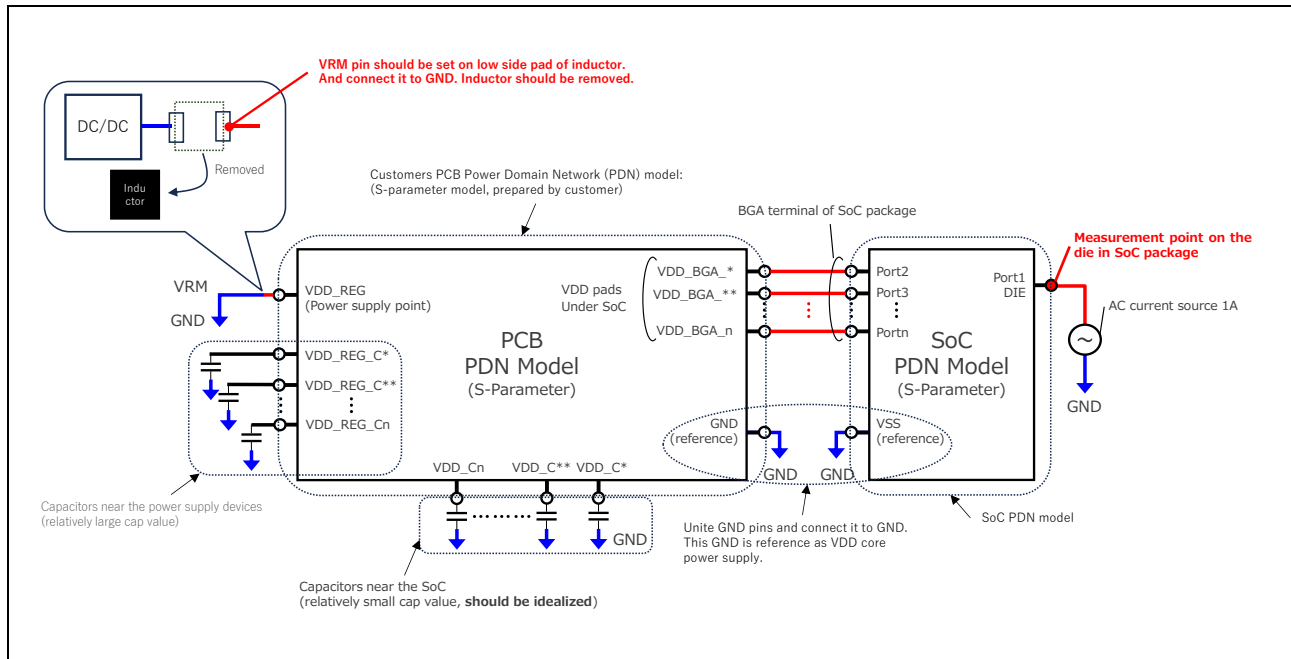 VRM pin should be set on low side pad of inductor.
And connect it to GND. Inductor should be removed.
DC/DC
Removed
Indu
ctor
Customers PCB Power Domain Network (PDN) model:
(S-parameter model, prepared by customer)
BGA terminal of SoC package
Measurement point on the
die in SoC package
VRM
GND
VDD_REG
(Power supply point)
VDD_REG_C*
VDD_REG_C**
VDD_REG_Cn
VDD pads
Under SoC
VDD_BGA_*
VDD_BGA_**
VDD_BGA_n
PCB
PDN Model
(S-Parameter)
GND
(reference)
GND
VDD_Cn
VDD_C**
VDD_C*
GND
Port2
Port3
Portn
Port1
DIE
SoC
PDN Model
(S-Parameter)
VSS
(reference)
GND
AC current source 1A
GND
Capacitors near the power supply devices
(relatively large cap value)
Capacitors near the SoC
(relatively small cap value, should be idealized)
Unite GND pins and connect it to GND.
This GND is reference as VDD core
power supply.
SoC PDN model